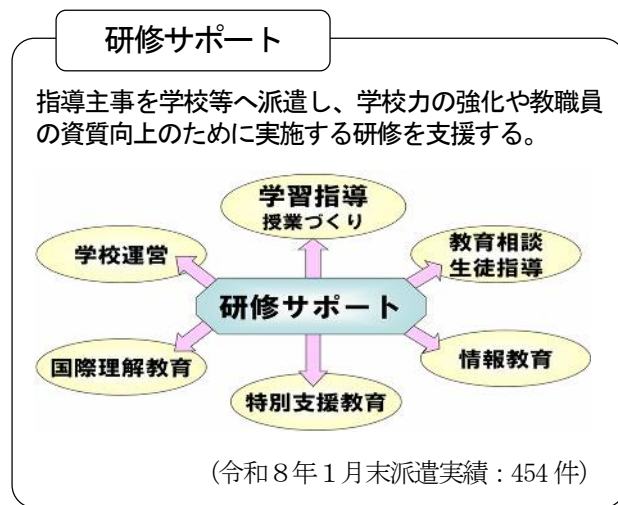 研修サポート
指導主事を学校等へ派遣し、学校力の強化や教職員
の資質向上のために実施する研修を支援する。
学習指導
授業づくり
学校運営
教育相談
生徒指導
研修サポート
国際理解教育
情報教育
特別支援教育
(令和８年１月末派遣実績：454 件)